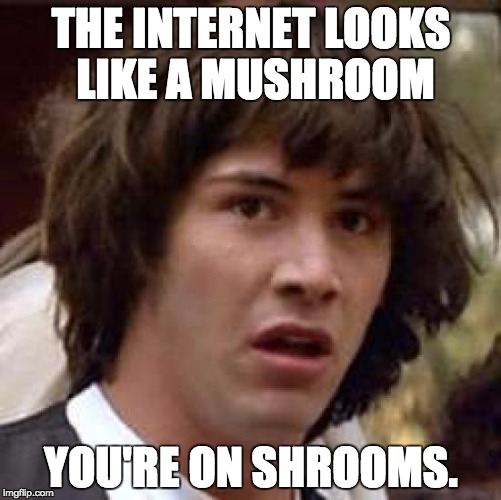 THE INTERNET LOOKS
LIKE A MUSHROOM
YOU'RE ON SHROOMS.
imgflip.com